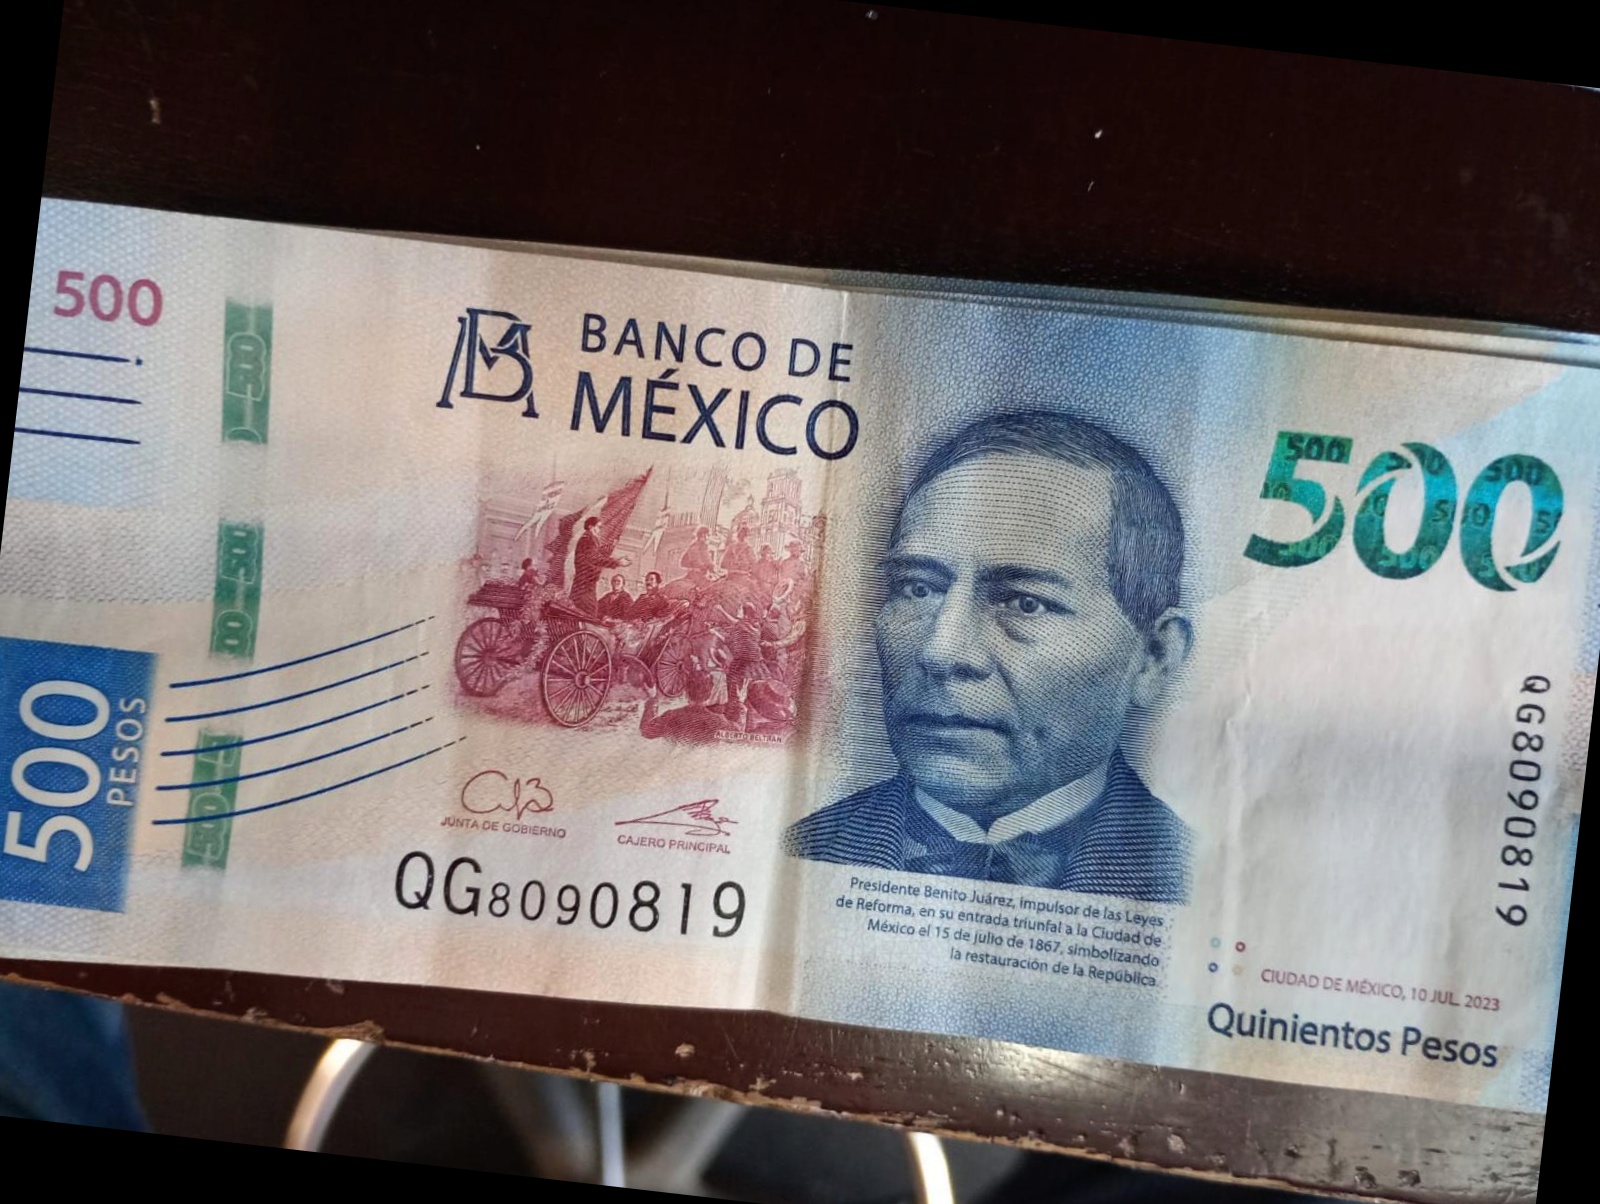 500
BANCO DE
MÉXICO
500
500
PESOS
ALBERTO BELTRÁN
JUNTA DE GOBIERNO
CAJERO PRINCIPAL
QG8090819
Presidente Benito Juárez, impulsor de las Leyes
de Reforma, en su entrada triunfal a la Ciudad de
México el 15 de julio de 1867, simbolizando
la restauración de la República
QG8090819
CIUDAD DE MÉXICO, 10 JUL. 2023
Quinientos Pesos